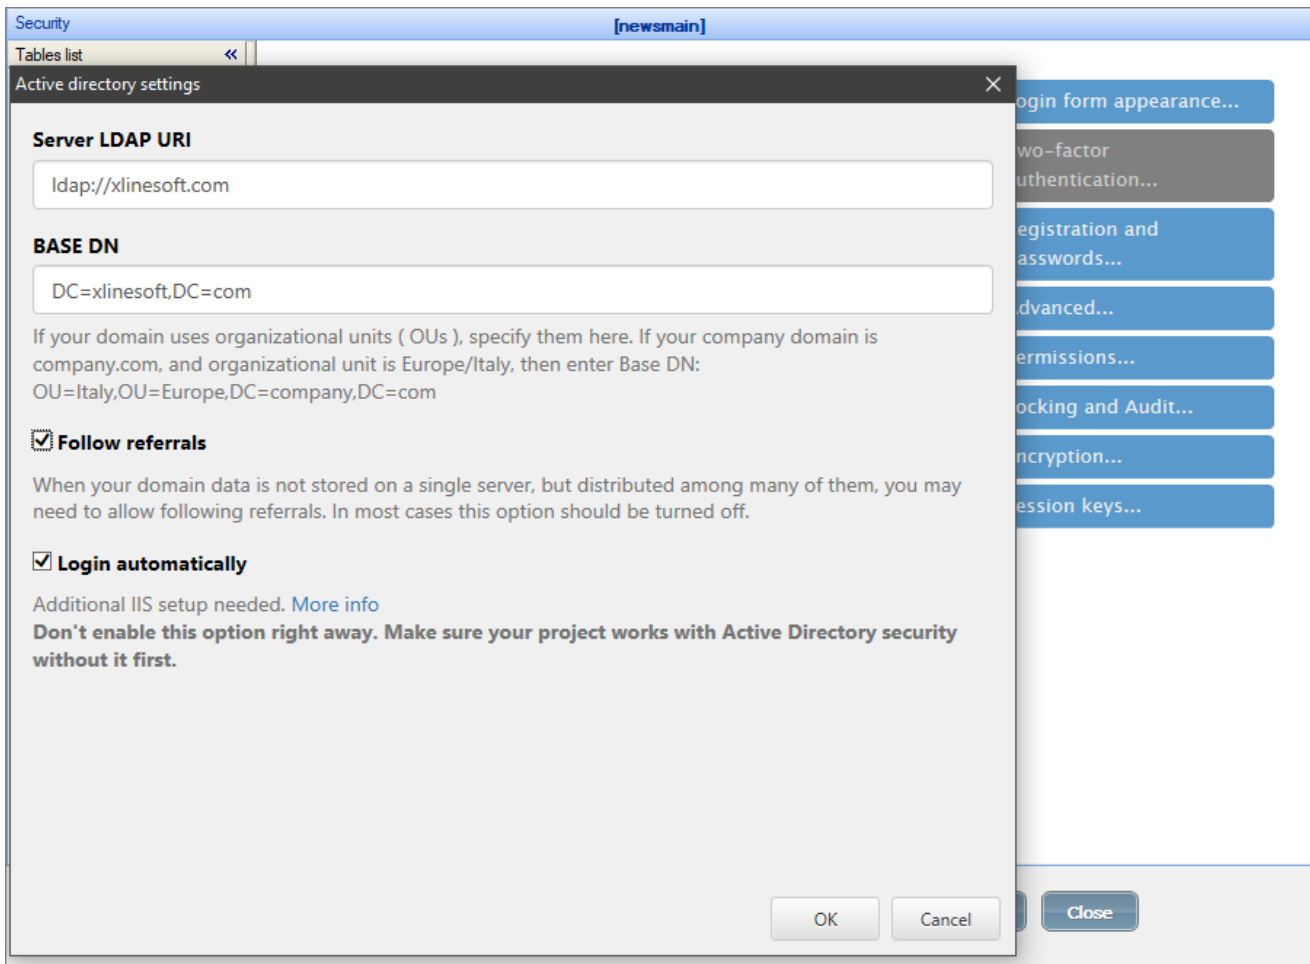 Security
[newsmain]
Tables list
«
Active directory settings
Server LDAP URI
ldap://xlinesoft.com
BASE DN
DC=xlinesoft,DC=com
If your domain uses organizational units ( OUs ), specify them here. If your company domain is
company.com, and organizational unit is Europe/Italy, then enter Base DN:
OU=Italy,OU=Europe,DC=company,DC=com
Follow referrals
When your domain data is not stored on a single server, but distributed among many of them, you may
need to allow following referrals. In most cases this option should be turned off.
Login automatically
Additional IIS setup needed. More info
Don't enable this option right away. Make sure your project works with Active Directory security
without it first.
OK
Cancel
ogin form appearance...
wo-factor
uthentication...
egistration and
asswords...
dvanced...
ermissions...
ocking and Audit...
ncryption...
ession keys...
Close